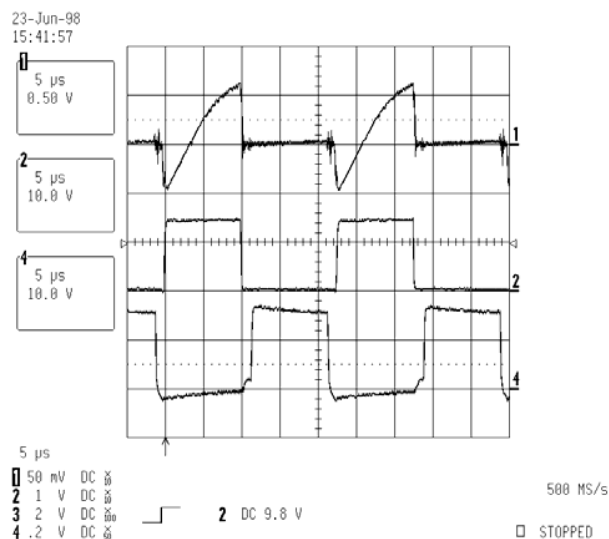 23-Jun-98
15:41:57
1
5 µs
0.50 V
2
5 µs
10.0 V
4
5 µs
10.0 V
1
2
4
5 µs
1 50 mV DC
2 1 V DC
3 2 V DC
4 .2 V DC
2 DC 9.8 V
500 MS/s
STOPPED